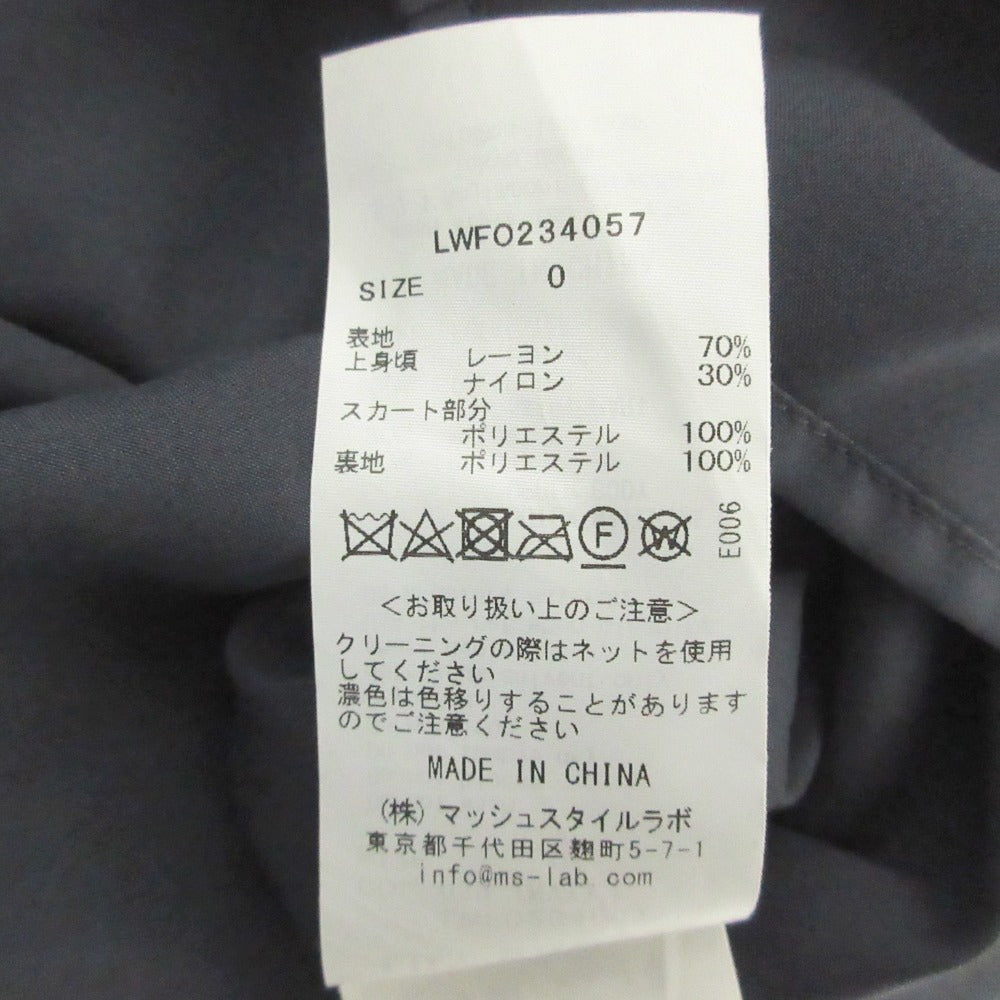 LWFO234057
SIZE 0
表地
上身頃 レーヨン 70%
ナイロン 30%
スカート部分
ポリエステル 100%
裏地 ポリエステル 100%
F W E006
<お取り扱い上のご注意>
クリーニングの際はネットを使用
してください
濃色は色移りすることがあります
のでご注意ください
MADE IN CHINA
(株)マッシュスタイルラボ
東京都千代田区麹町5-7-1
info@ms-lab.com